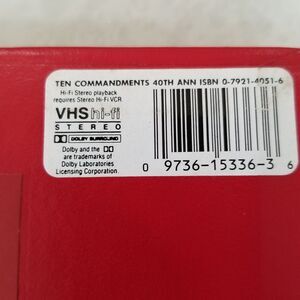 TEN COMMANDMENTS 40TH ANN ISBN 0-7921-4051-6
Hi-Fi Stereo playback
requires Stereo Hi-Fi VCR
VHS hi-fi
STEREO
DOLBY SURROUND
Dolby and the
are trademarks of
Dolby Laboratories
Licensing Corporation.
0 9736-15336-3 6